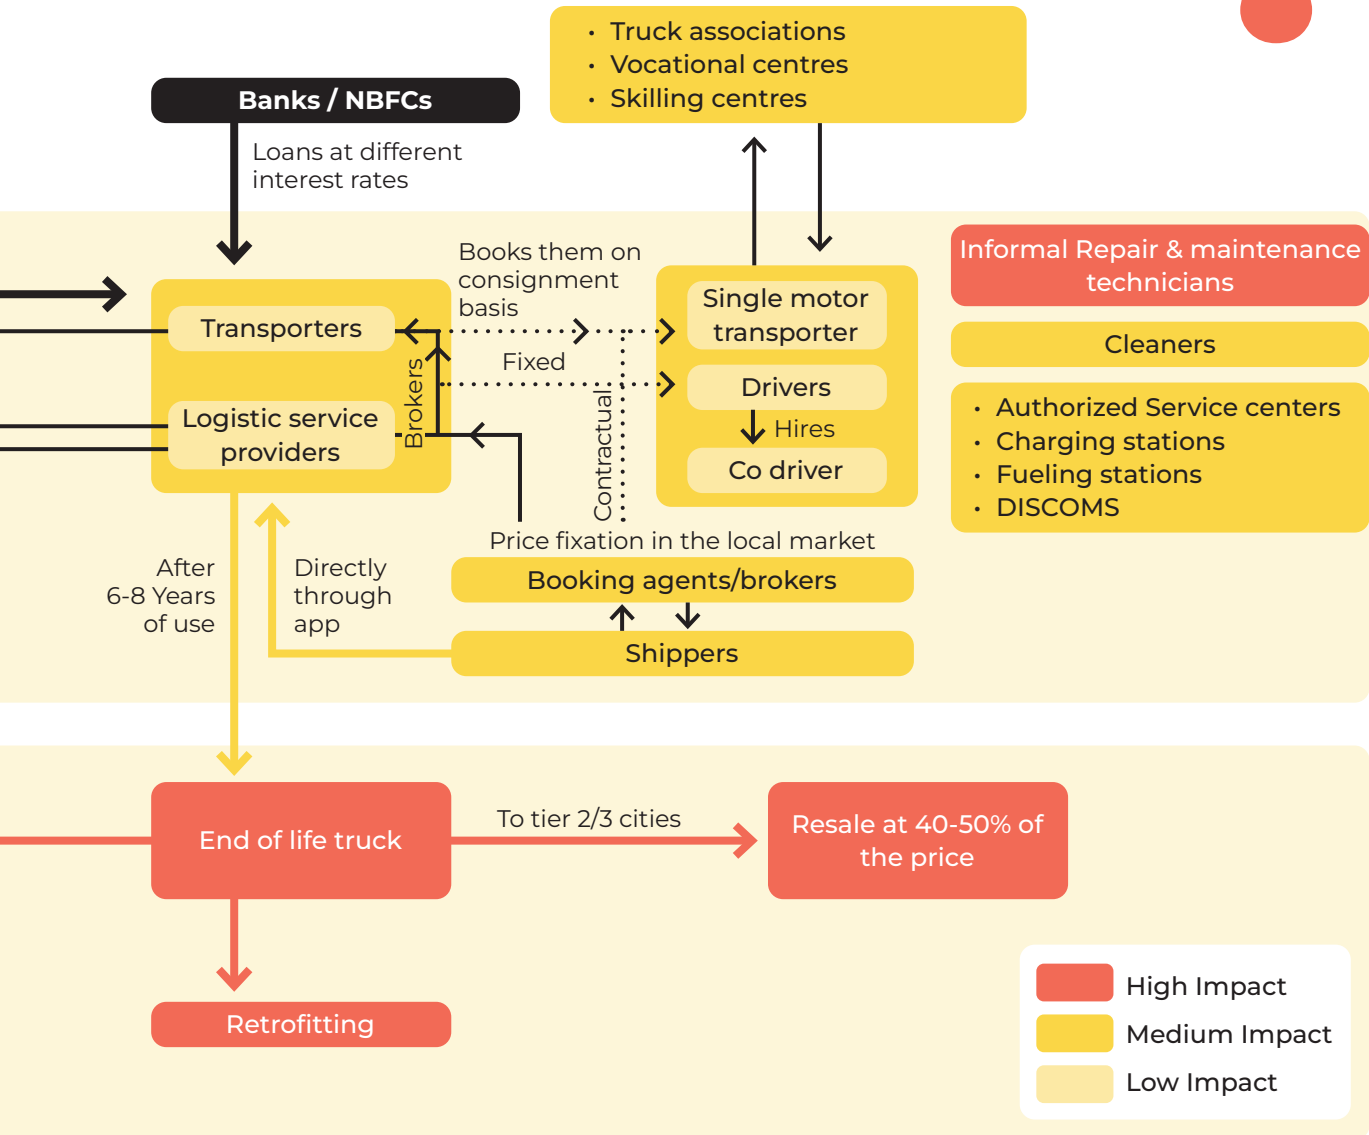 · Truck associations
· Vocational centres
· Skilling centres
Banks / NBFCs
Loans at different
interest rates
Books them on
consignment
basis
Informal Repair & maintenance
technicians
Single motor
transporter
Transporters
Cleaners
Fixed
Brokers
Drivers
Contractual
Logistic service
providers
Hires
Co driver
· Authorized Service centers
· Charging stations
· Fueling stations
· DISCOMS
Price fixation in the local market
After
6-8 Years
of use
Directly
through
app
Booking agents/brokers
Shippers
End of life truck
To tier 2/3 cities
Resale at 40-50% of
the price
Retrofitting
High Impact
Medium Impact
Low Impact